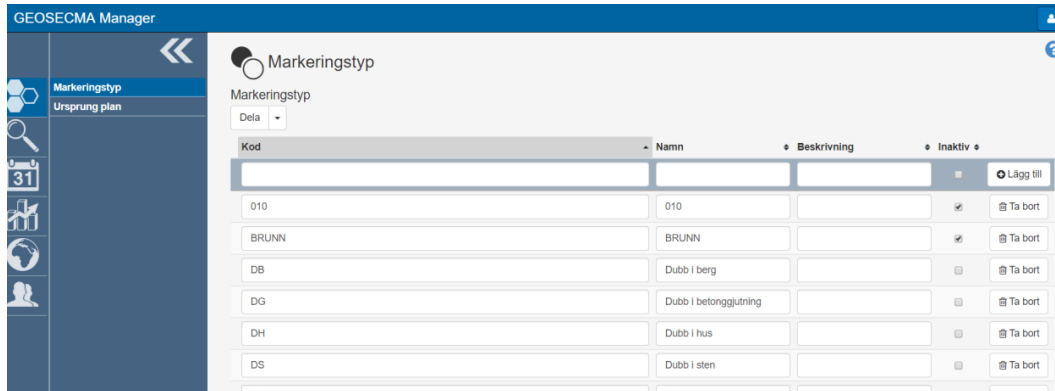 GEOSECMA Manager
Markeringstyp
Ursprung plan
31
Markeringstyp
Markeringstyp
Dela
Kod Namn Beskrivning Inaktiv
Lägg till
010 010 Ta bort
BRUNN BRUNN Ta bort
DB Dubb i berg Ta bort
DG Dubb i betonggjutning Ta bort
DH Dubb i hus Ta bort
DS Dubb i sten Ta bort